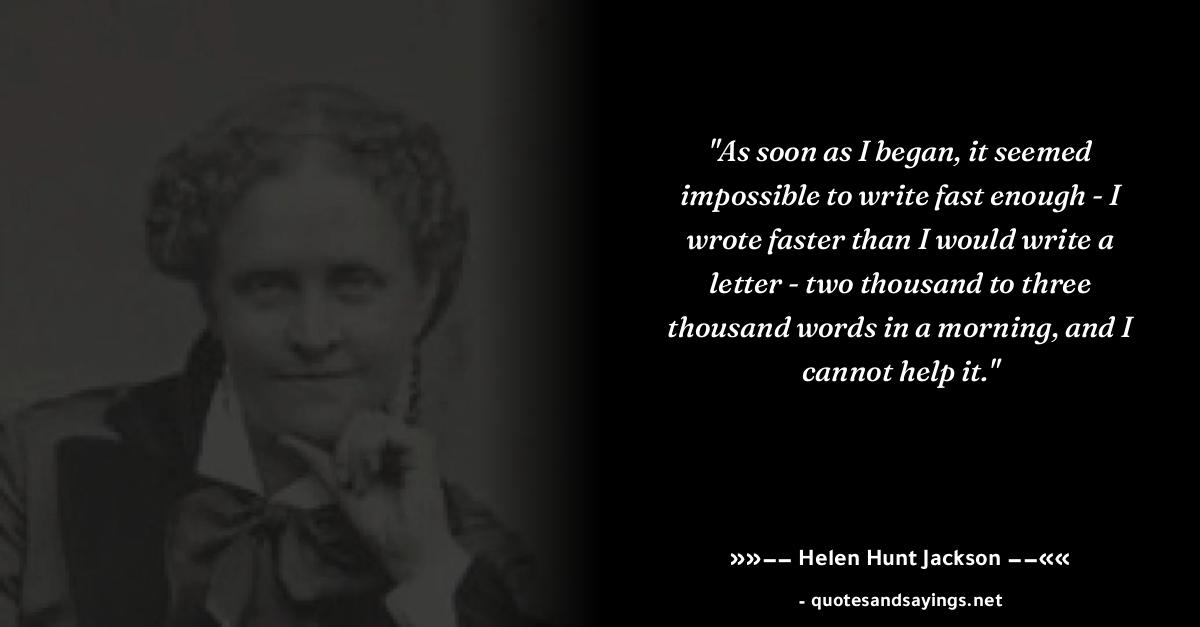 "As soon as I began, it seemed
impossible to write fast enough - I
wrote faster than I would write a
letter - two thousand to three
thousand words in a morning, and I
cannot help it."
»»–– Helen Hunt Jackson ––««
- quotesandsayings.net